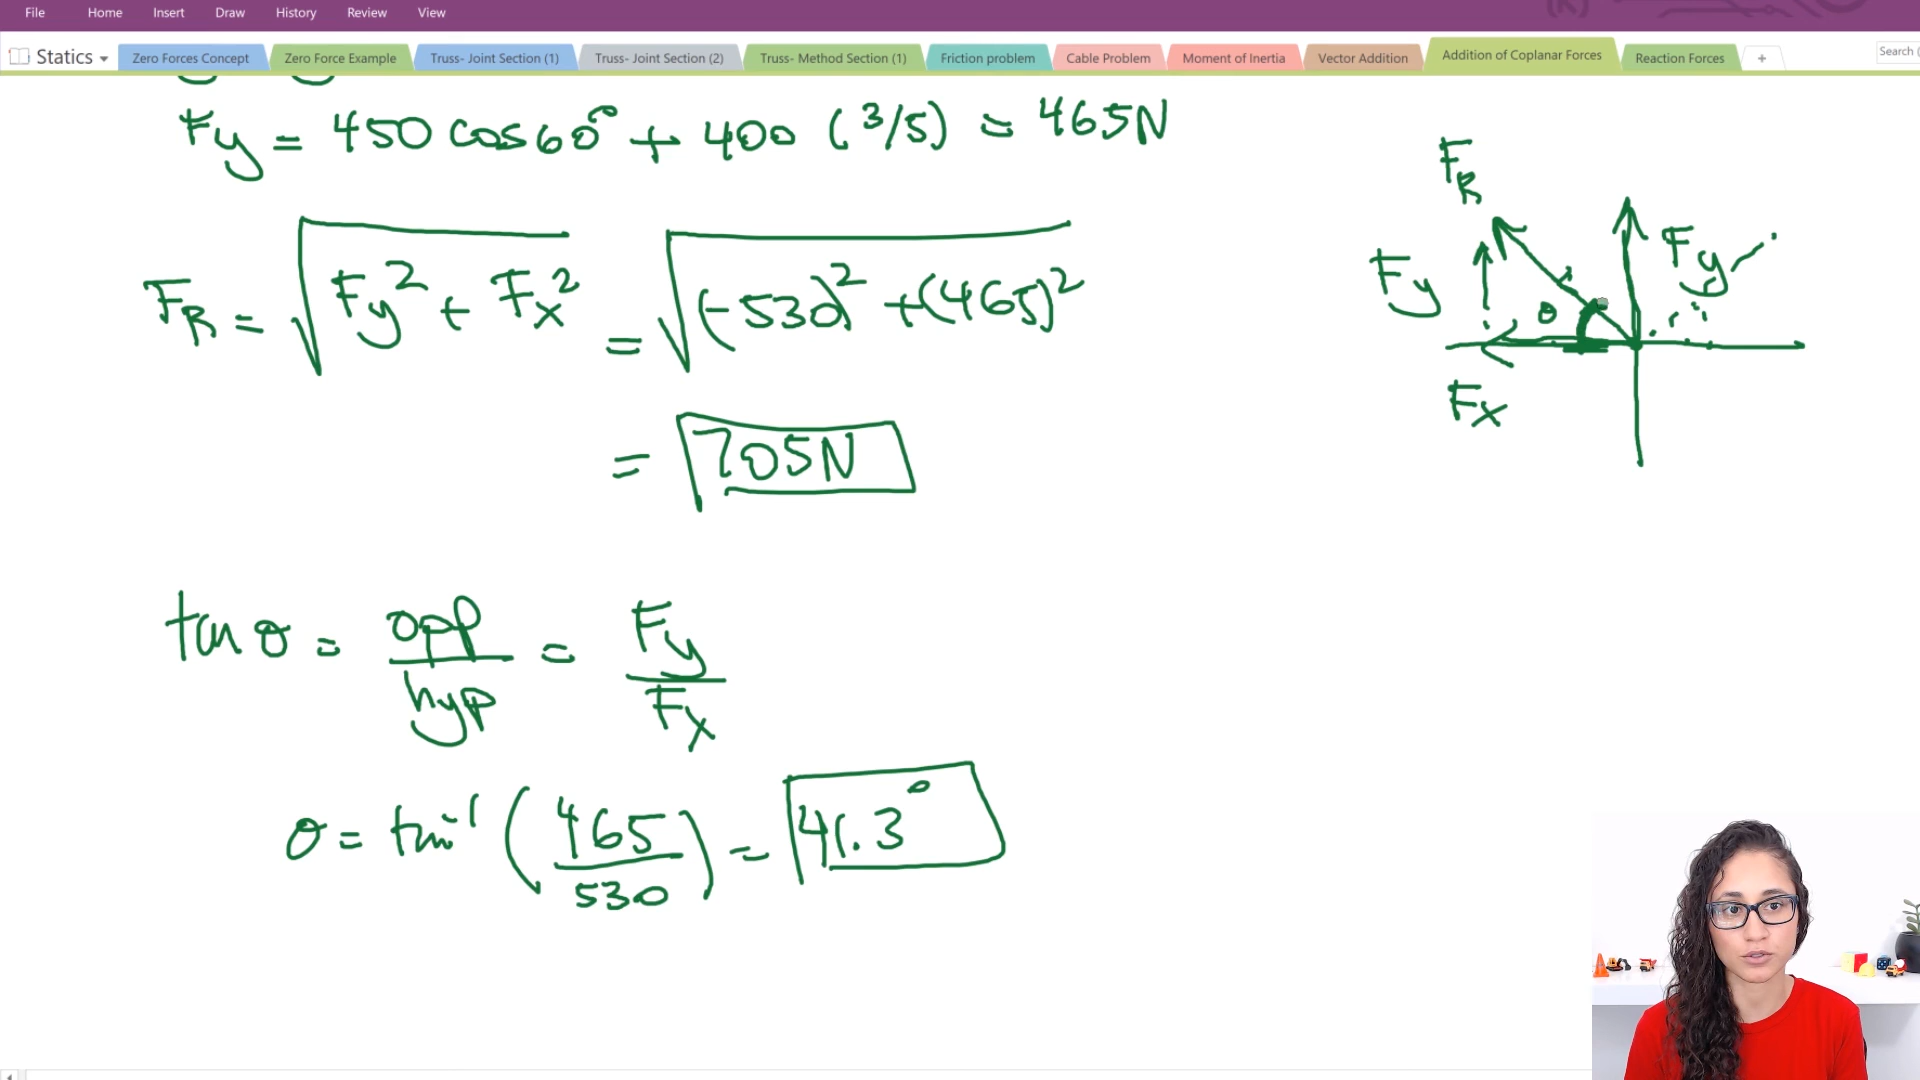 File Home Insert Draw History Review View
Statics Zero Forces Concept Zero Force Example Truss- Joint Section (1) Truss- Joint Section (2) Truss- Method Section (1) Friction problem Cable Problem Moment of Inertia Vector Addition Addition of Coplanar Forces Reaction Forces + Search (
Fy = 450 cos60° + 400 (3/5) = 465N
FR = √(Fy² + Fx²) = √((-530)² + (465)²)
= 705N
tan θ = opp/hyp = Fy/Fx
θ = tan⁻¹ (465/530) = 41.3°
FR
Fy
Fy
θ
Fx